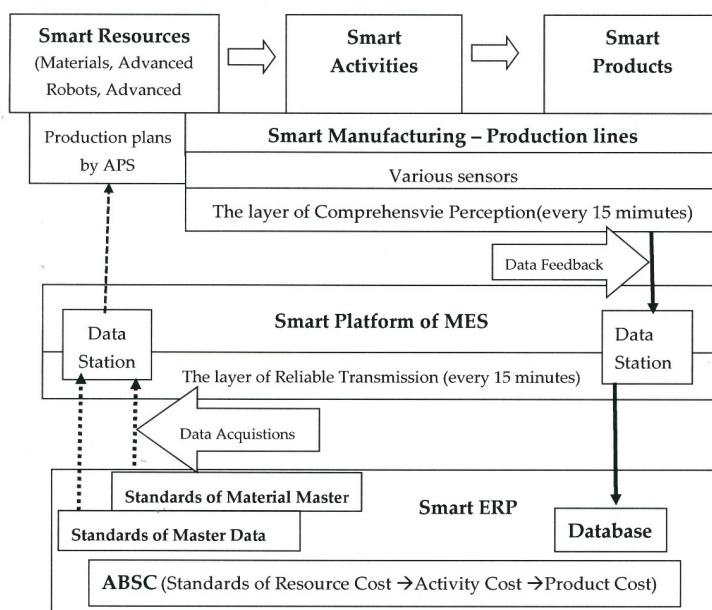 Smart Resources
(Materials, Advanced
Robots, Advanced
Smart
Activities
Smart
Products
Production plans
by APS
Smart Manufacturing – Production lines
Various sensors
The layer of Comprehensvie Perception(every 15 mimutes)
Data Feedback
Data
Station
Smart Platform of MES
Data
Station
The layer of Reliable Transmission (every 15 minutes)
Data Acquistions
Standards of Material Master
Smart ERP
Standards of Master Data
Database
ABSC (Standards of Resource Cost →Activity Cost →Product Cost)